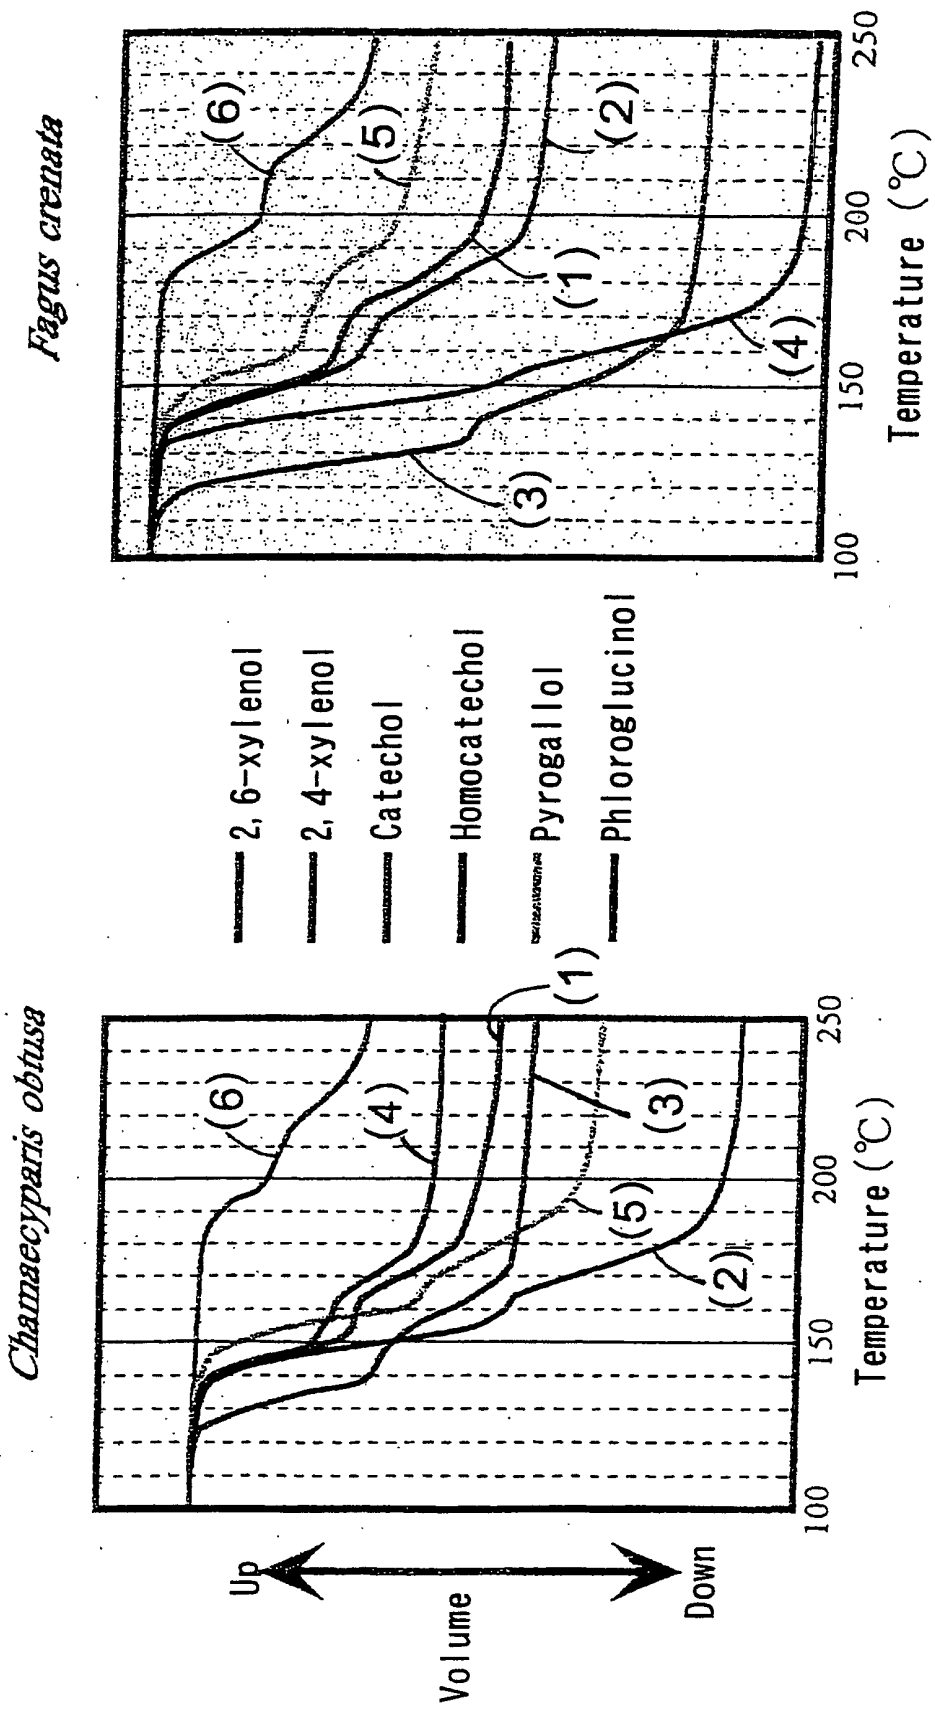 Chamaecyparis obtusa
Up
Volume
Down
(6)
(4)
(1)
(3)
(5)
(2)
100
150
200
250
Temperature (°C)
2, 6-xylenol
2, 4-xylenol
Catechol
Homocatechol
Pyrogallol
Phloroglucinol
Fagus crenata
(6)
(5)
(2)
(1)
(3)
(4)
100
150
200
250
Temperature (°C)